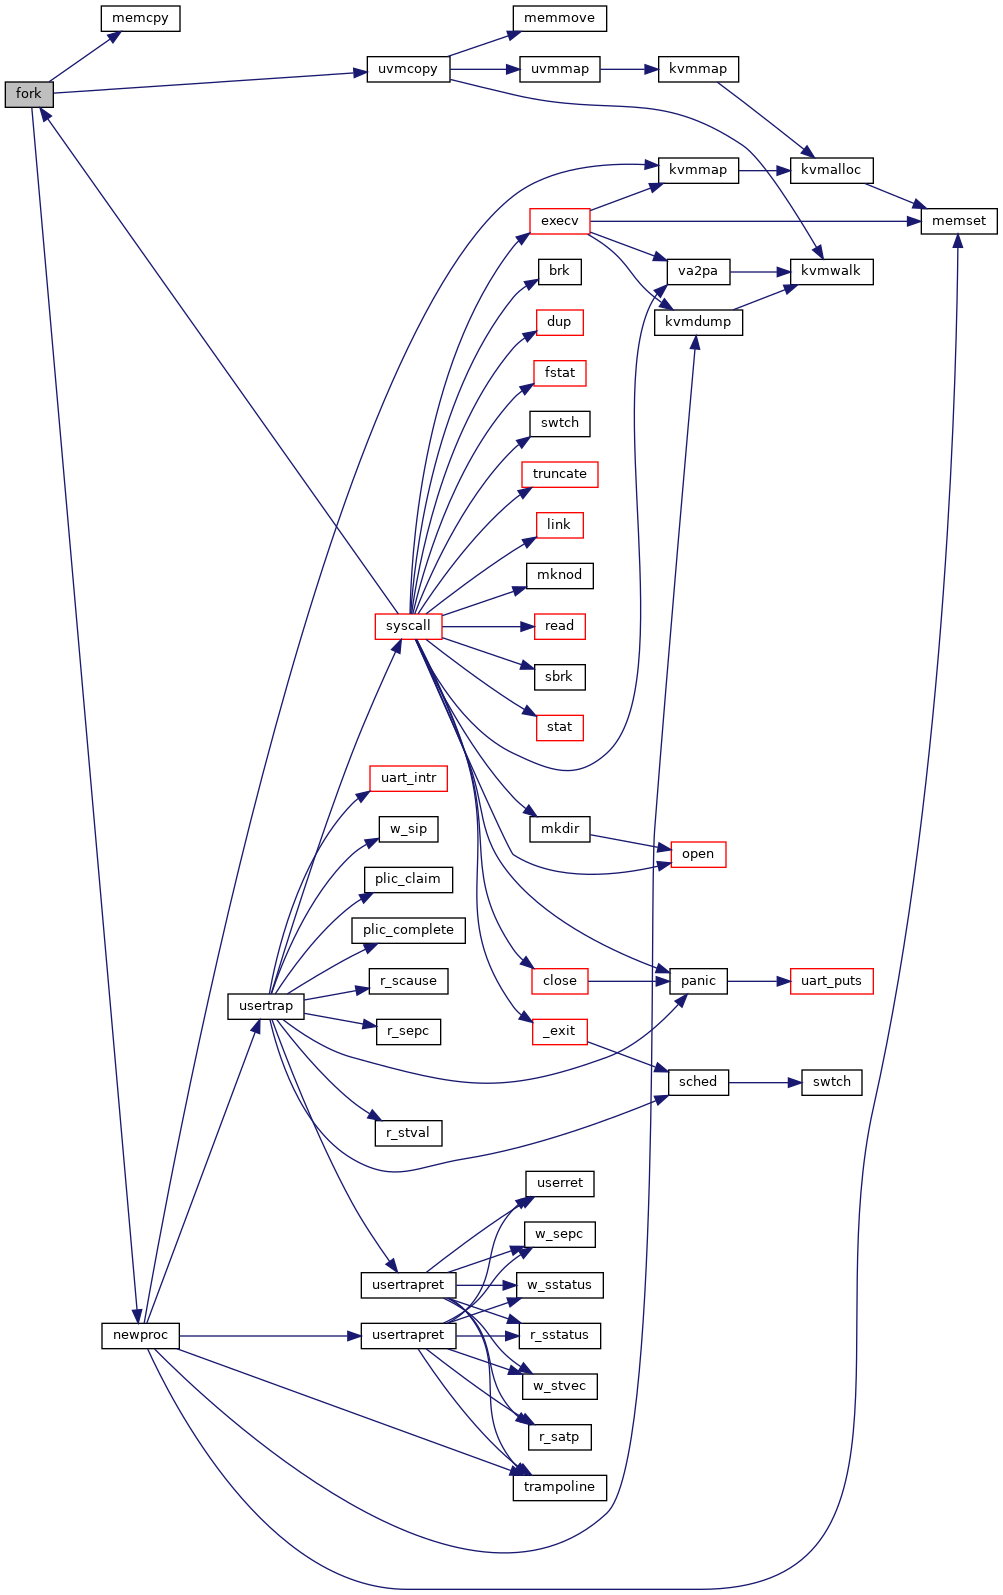 memcpy
memmove
uvmcopy
uvmmap
kvmmap
fork
kvmmap
kvmalloc
execv
memset
brk
va2pa
kvmwalk
dup
kvmdump
fstat
swtch
truncate
link
mknod
syscall
read
sbrk
stat
uart_intr
w_sip
mkdir
open
plic_claim
plic_complete
r_scause
close
panic
uart_puts
usertrap
r_sepc
_exit
sched
swtch
r_stval
userret
w_sepc
usertrapret
w_sstatus
newproc
usertrapret
r_sstatus
w_stvec
r_satp
trampoline